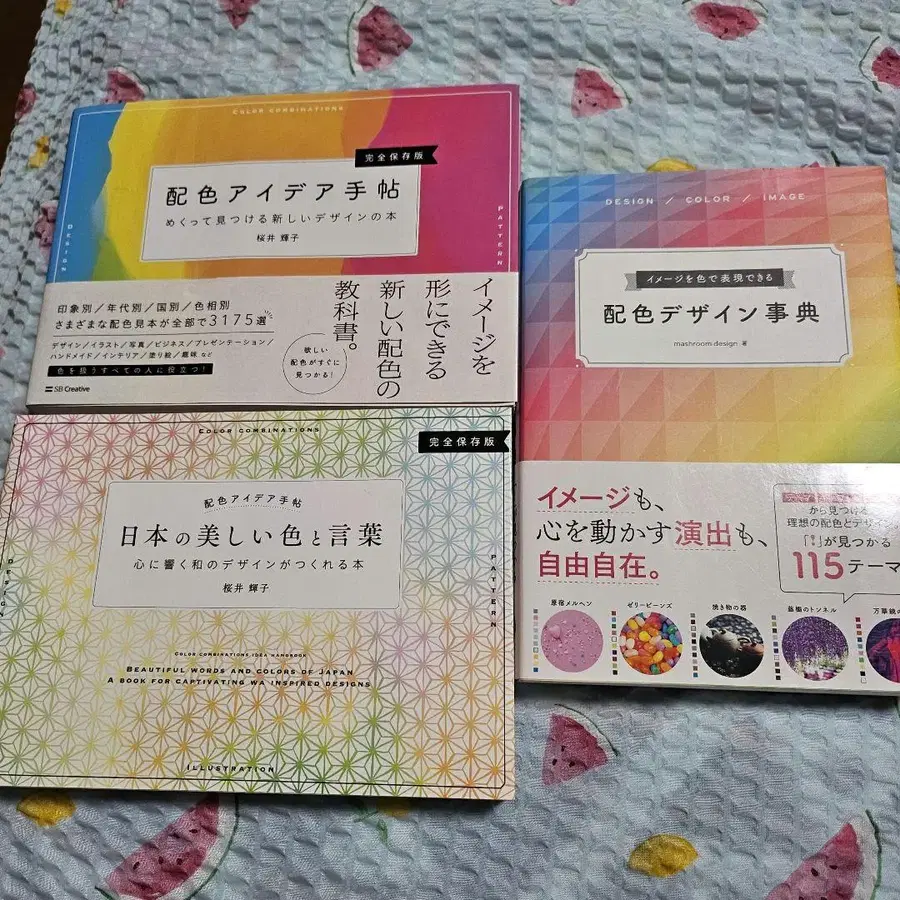 COLOR COMBINATIONS
完全保存版
配色アイデア手帖
めくって見つける新しいデザインの本
桜井 輝子
DESIGN
PATTERN
印象別/年代別/国別/色相別
さまざまな配色見本が全部で3175選
デザイン/イラスト/写真/ビジネス/プレゼンテーション/
ハンドメイド/インテリア/塗り絵/趣味 など
色を扱うすべての人に役立つ!
SB Creative
イメージを
形にできる
新しい配色の
教科書。
欲しい
配色がすぐに
見つかる!
COLOR COMBINATIONS
完全保存版
配色アイデア手帖
日本の美しい色と言葉
心に響く和のデザインがつくれる本
桜井 輝子
DESIGN
PATTERN
COLOR COMBINATIONS IDEA HANDBOOK
BEAUTIFUL WORDS AND COLORS OF JAPAN
A BOOK FOR CAPTIVATING WA INSPIRED DESIGNS
ILLUSTRATION
DESIGN / COLOR / IMAGE
イメージを色で表現できる
配色デザイン事典
mashroom design 著
イメージも、
心を動かす演出も、
自由自在。
から見つける
理想の配色とデザイン
が見つかる
115テーマ
原宿メルヘン
ゼリービーンズ
焼き物の器
藤棚のトンネル
万華鏡の